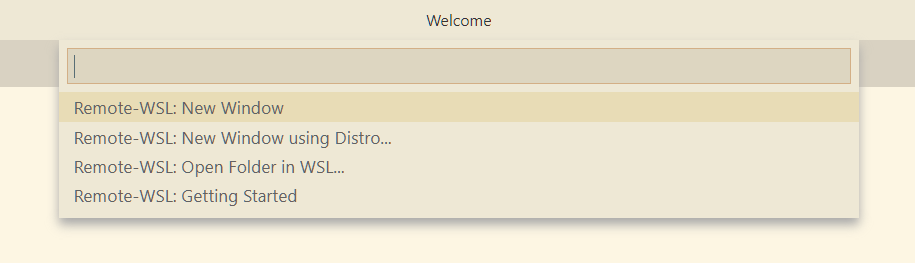 Welcome
Remote-WSL: New Window
Remote-WSL: New Window using Distro...
Remote-WSL: Open Folder in WSL...
Remote-WSL: Getting Started